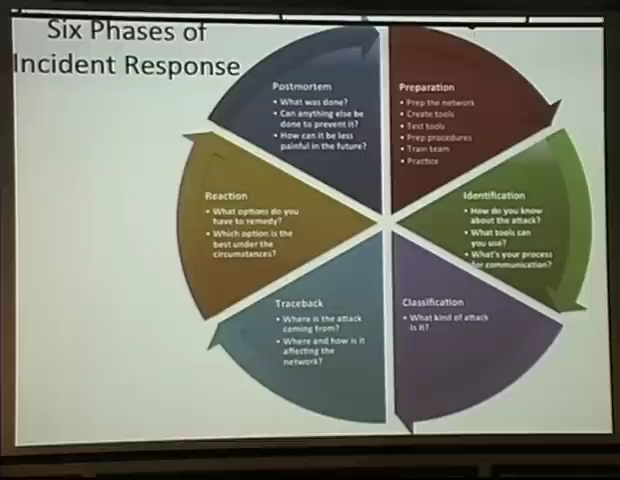 Six Phases of
Incident Response
Postmortem
• What was done?
• Can anything else be
done to prevent it?
• How can it be less
painful in the future?
Preparation
• Prep the network
• Create tools
• Test tools
• Prep procedures
• Train team
• Practice
Identification
• How do you know
about the attack?
• What tools can
you use?
• What's your process
for communication?
Classification
• What kind of attack
is it?
Traceback
• Where is the attack
coming from?
• Where and how is it
affecting the
network?
Reaction
• What options do you
have to remedy?
• Which option is the
best under the
circumstances?